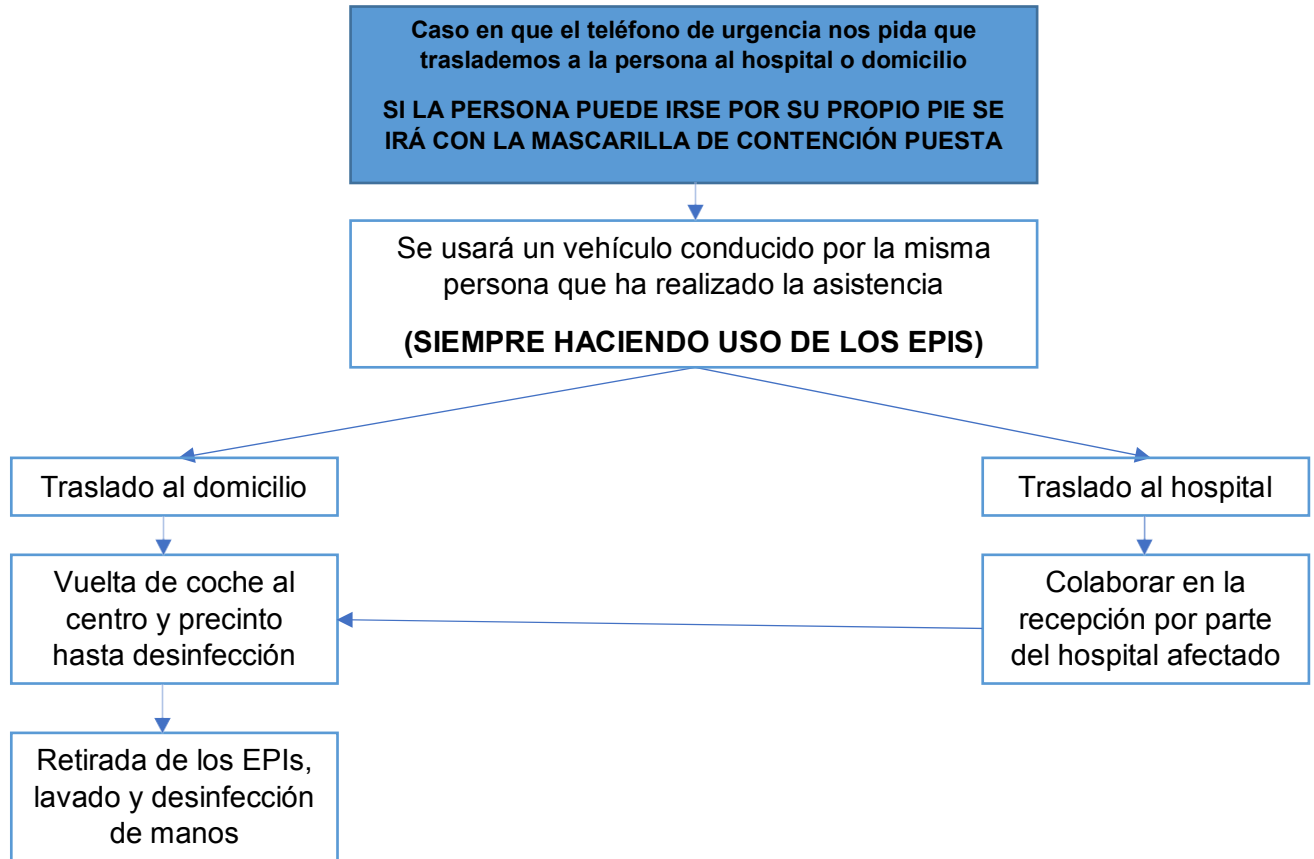 Caso en que el teléfono de urgencia nos pida que
trasládemos a la persona al hospital o domicilio
SI LA PERSONA PUEDE IRSE POR SU PROPIO PIE SE
IRÁ CON LA MASCARILLA DE CONTENCIÓN PUESTA
Se usará un vehículo conducido por la misma
persona que ha realizado la asistencia
(SIEMPRE HACIENDO USO DE LOS EPIS)
Traslado al domicilio
Traslado al hospital
Vuelta de coche al
centro y precinto
hasta desinfección
Colaborar en la
recepción por parte
del hospital afectado
Retirada de los EPIs,
lavado y desinfección
de manos